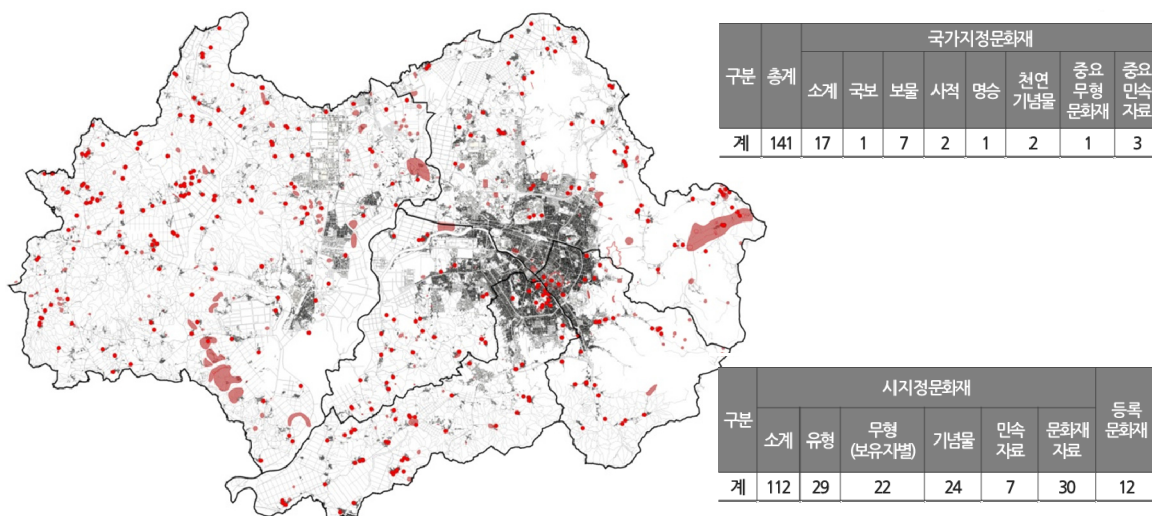 국가지정문화재
구분 총계 소계 국보 보물 사적 명승 천연 기념물 중요 무형 문화재 중요 민속 자료
계 141 17 1 7 2 1 2 1 3
시지정문화재
구분 소계 유형 무형 (보유자별) 기념물 민속 자료 문화재 자료 등록 문화재
계 112 29 22 24 7 30 12